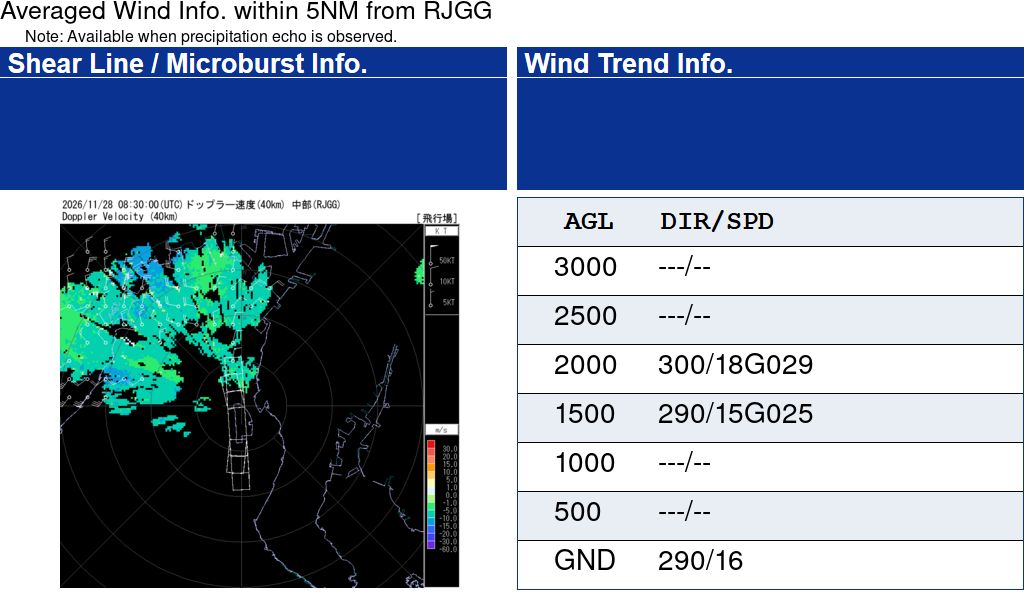 Averaged Wind Info. within 5NM from RJGG
Note: Available when precipitation echo is observed.
Shear Line / Microburst Info.
Wind Trend Info.
2026/11/28 08:30:00(UTC) ドップラー速度(40km) 中部(RJGG)
Doppler Velocity (40km)
[飛行場]
KT
50KT
10KT
5KT
m/s
30.0
20.0
15.0
10.0
5.0
1.0
0.0
-1.0
-5.0
-10.0
-15.0
-20.0
-30.0
-60.0
AGL DIR/SPD
3000 ---/--
2500 ---/--
2000 300/18G029
1500 290/15G025
1000 ---/--
500 ---/--
GND 290/16